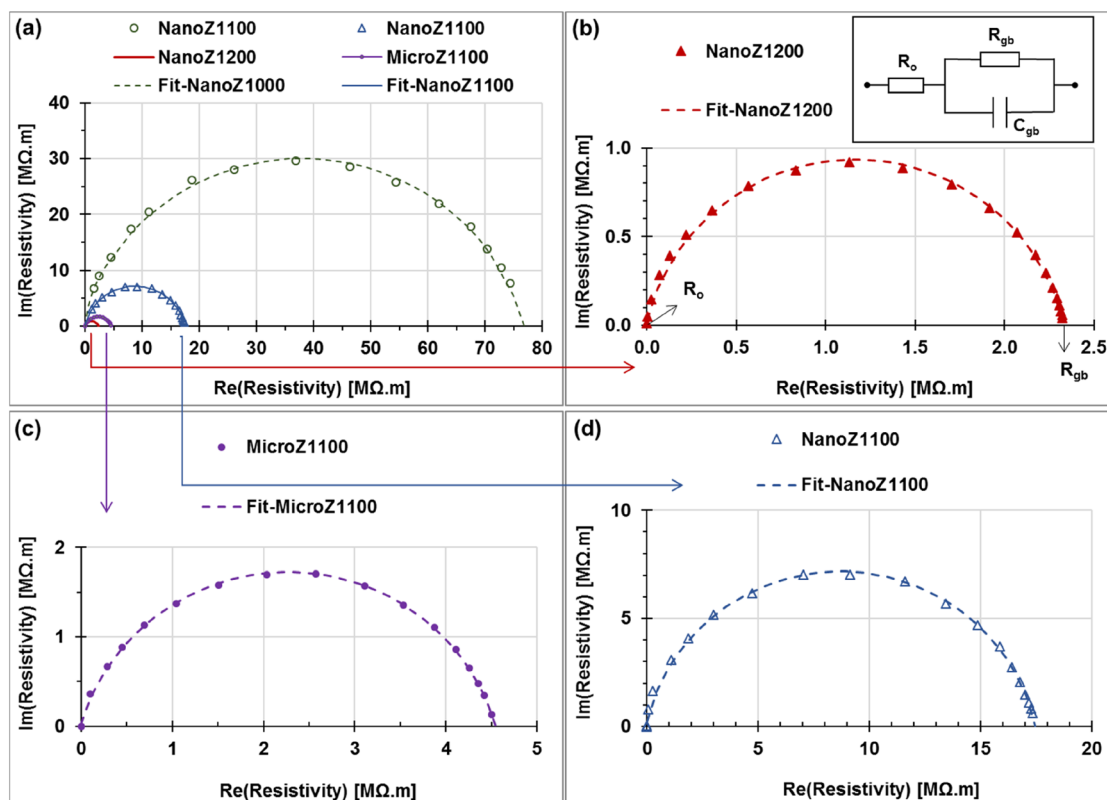 (a)
NanoZ1100
NanoZ1100
NanoZ1200
MicroZ1100
Fit-NanoZ1000
Fit-NanoZ1100
Im(Resistivity) [MΩ.m]
40
30
20
10
0
0 10 20 30 40 50 60 70 80
Re(Resistivity) [MΩ.m]
(b)
NanoZ1200
Fit-NanoZ1200
Rgb
Ro
Cgb
Im(Resistivity) [MΩ.m]
1.0
0.5
0.0
Ro
0.0 0.5 1.0 1.5 2.0 2.5
Rgb
Re(Resistivity) [MΩ.m]
(c)
MicroZ1100
Fit-MicroZ1100
Im(Resistivity) [MΩ.m]
2
1
0
0 1 2 3 4 5
Re(Resistivity) [MΩ.m]
(d)
NanoZ1100
Fit-NanoZ1100
Im(Resistivity) [MΩ.m]
10
5
0
0 5 10 15 20
Re(Resistivity) [MΩ.m]